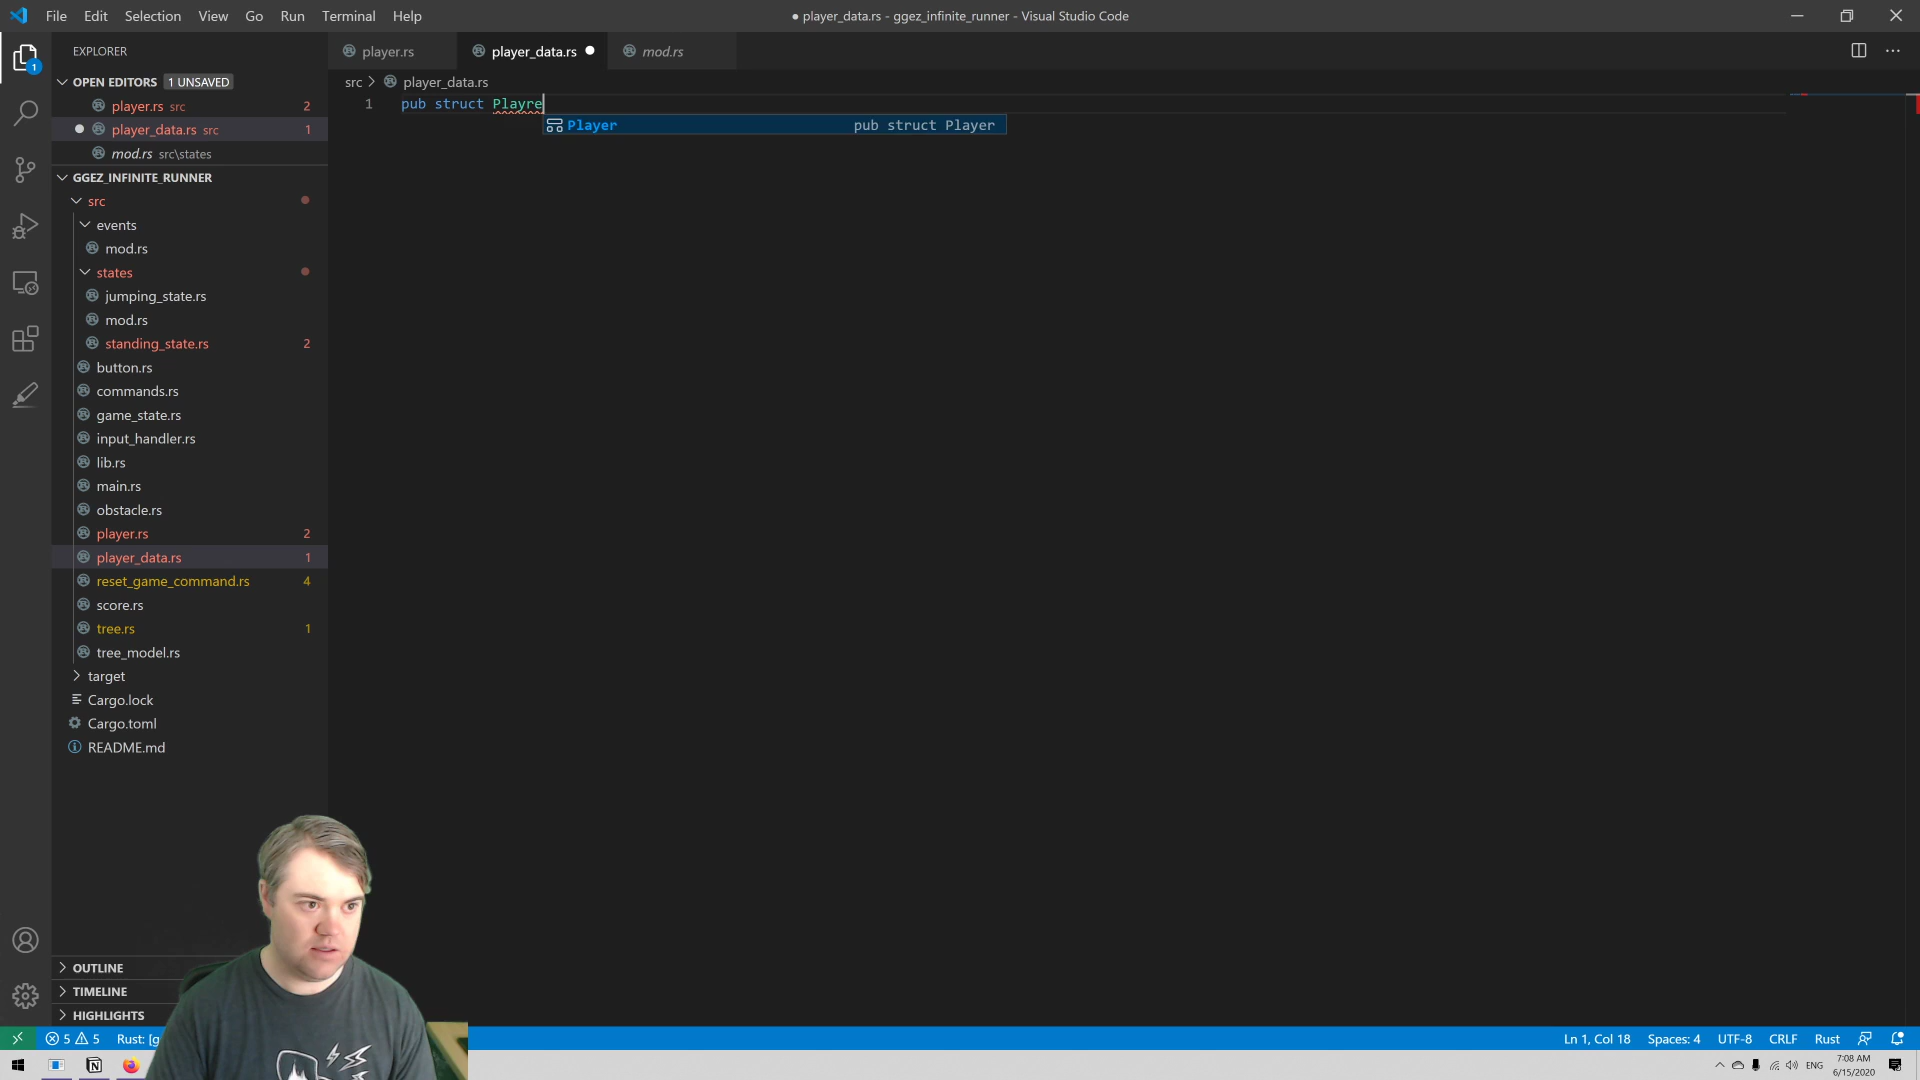 File Edit Selection View Go Run Terminal Help
● player_data.rs - ggez_infinite_runner - Visual Studio Code
EXPLORER
player.rs
player_data.rs
mod.rs
OPEN EDITORS 1 UNSAVED
src > player_data.rs
player.rs src 2
1 pub struct Playre
player_data.rs src 1
Player pub struct Player
mod.rs src\states
GGEZ_INFINITE_RUNNER
src
events
mod.rs
states
jumping_state.rs
mod.rs
standing_state.rs 2
button.rs
commands.rs
game_state.rs
input_handler.rs
lib.rs
main.rs
obstacle.rs
player.rs 2
player_data.rs 1
reset_game_command.rs 4
score.rs
tree.rs 1
tree_model.rs
target
Cargo.lock
Cargo.toml
README.md
OUTLINE
TIMELINE
HIGHLIGHTS
5 5 Rust: [g
Ln 1, Col 18 Spaces: 4 UTF-8 CRLF Rust
ENG
7:08 AM
6/15/2020